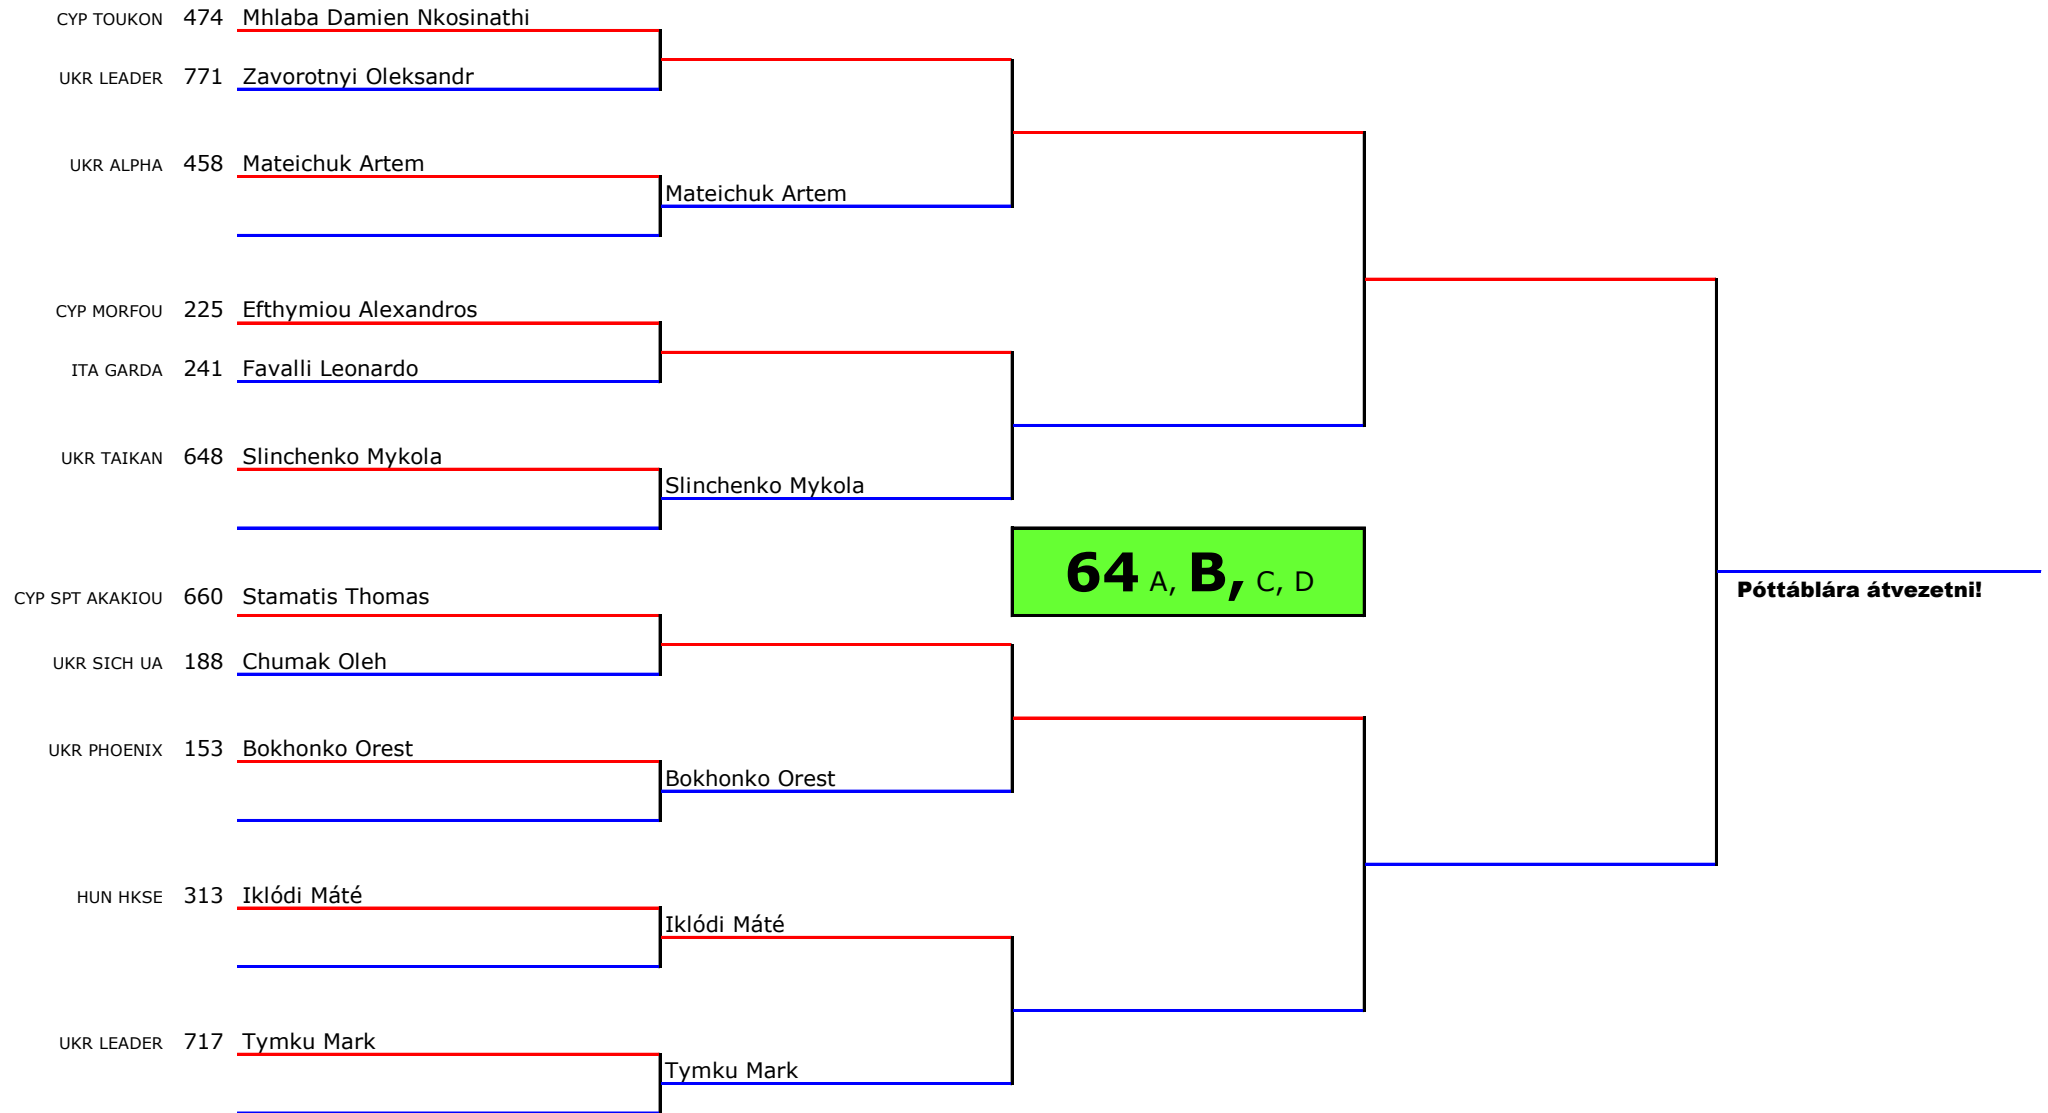 CYP TOUKON 474 Mhlaba Damien Nkosinathi
UKR LEADER 771 Zavorotnyi Oleksandr
UKR ALPHA 458 Mateichuk Artem
Mateichuk Artem
CYP MORFOU 225 Efthymiou Alexandros
ITA GARDA 241 Favalli Leonardo
UKR TAIKAN 648 Slinchenko Mykola
Slinchenko Mykola
64 A, B, C, D
Póttáblára átvezetni!
CYP SPT AKAKIOU 660 Stamatis Thomas
UKR SICH UA 188 Chumak Oleh
UKR PHOENIX 153 Bokhonko Orest
Bokhonko Orest
HUN HKSE 313 Iklódi Máté
Iklódi Máté
UKR LEADER 717 Tymku Mark
Tymku Mark